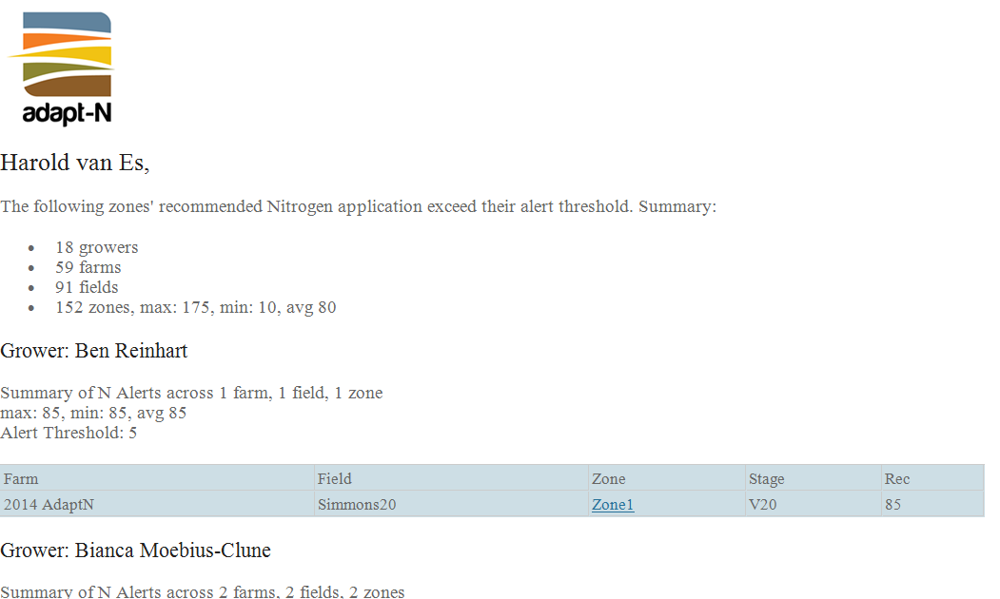 adapt-N
Harold van Es,
The following zones' recommended Nitrogen application exceed their alert threshold. Summary:
• 18 growers
• 59 farms
• 91 fields
• 152 zones, max: 175, min: 10, avg 80
Grower: Ben Reinhart
Summary of N Alerts across 1 farm, 1 field, 1 zone
max: 85, min: 85, avg 85
Alert Threshold: 5
Farm Field Zone Stage Rec
2014 AdaptN Simmons20 Zone1 V20 85
Grower: Bianca Moebius-Clune
Summary of N Alerts across 2 farms, 2 fields, 2 zones